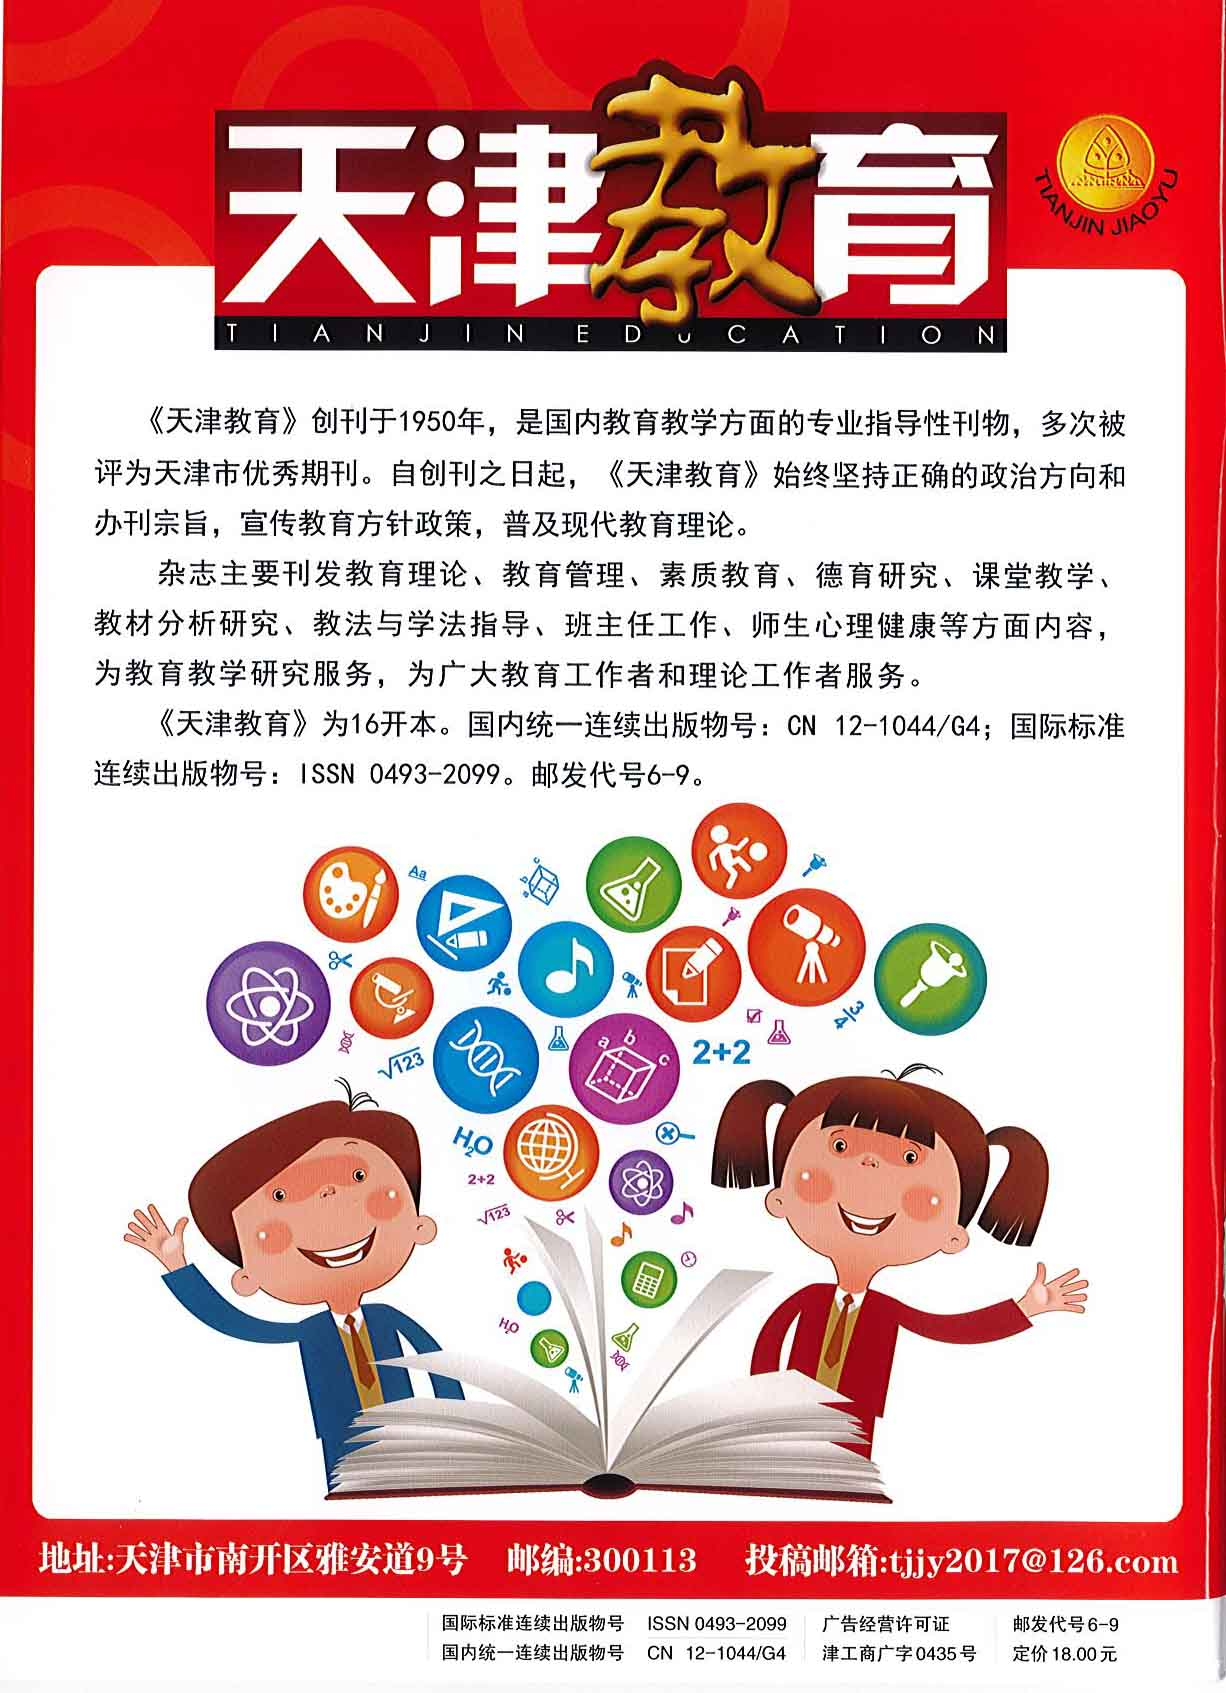 天津教育
TIANJIN EDUCATION
TIANJIN JIAOYU
《天津教育》创刊于1950年，是国内教育教学方面的专业指导性刊物，多次被
评为天津市优秀期刊。自创刊之日起，《天津教育》始终坚持正确的政治方向和
办刊宗旨，宣传教育方针政策，普及现代教育理论。
杂志主要刊发教育理论、教育管理、素质教育、德育研究、课堂教学、
教材分析研究、教法与学法指导、班主任工作、师生心理健康等方面内容，
为教育教学研究服务，为广大教育工作者和理论工作者服务。
《天津教育》为16开本。国内统一连续出版物号：CN 12-1044/G4；国际标准
连续出版物号：ISSN 0493-2099。邮发代号6-9。
Aa
a b c
3/4
√123
a b c
2+2
H₂O
2+2
√123
H₂O
地址:天津市南开区雅安道9号 邮编:300113 投稿邮箱:tjjy2017@126.com
国际标准连续出版物号 ISSN 0493-2099 广告经营许可证 邮发代号 6-9
国内统一连续出版物号 CN 12-1044/G4 津工商广字 0435 号 定价 18.00 元